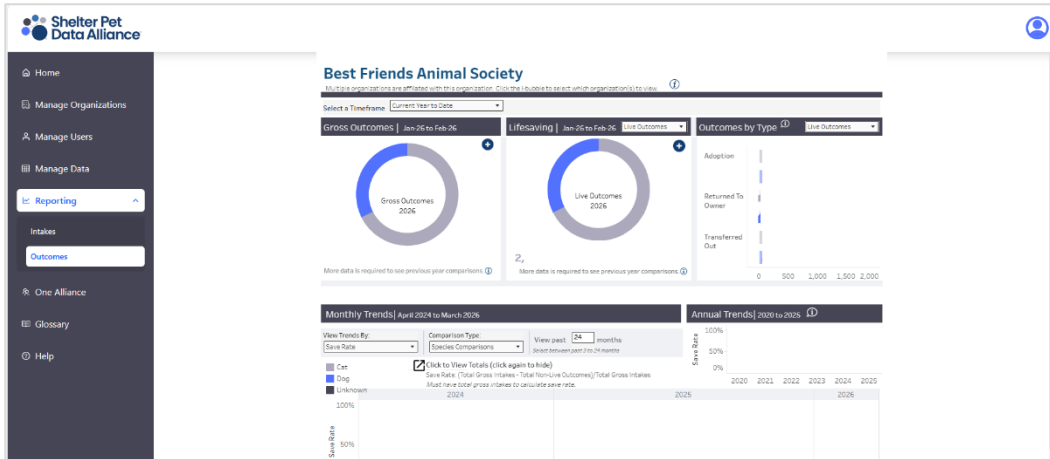 Shelter Pet
Data Alliance
Home
Manage Organizations
Manage Users
Manage Data
Reporting
Intakes
Outcomes
One Alliance
Glossary
Help
Best Friends Animal Society
Multiple organizations are affiliated with this organization. Click the i-bubble to select which organization(s) to view.
Select a Timeframe Current Year to Date
Gross Outcomes | Jan-26 to Feb-26
Gross Outcomes
2026
More data is required to see previous year comparisons.
Lifesaving | Jan-26 to Feb-26 Live Outcomes
Live Outcomes
2026
2,
More data is required to see previous year comparisons.
Outcomes by Type Live Outcomes
Adoption
Returned To
Owner
Transferred
Out
0 500 1,000 1,500 2,000
Monthly Trends| April 2024 to March 2026
View Trends By: Comparison Type: View past 24 months
Save Rate Species Comparisons Select between past 3 to 24 months
Cat
Dog
Unknown
Click to View Totals (click again to hide)
Save Rate: (Total Gross Intakes - Total Non-Live Outcomes)/Total Gross Intakes
Must have total gross intakes to calculate save rate.
2024 2025 2026
100%
50%
Save Rate
Annual Trends| 2020 to 2025
Save Rate
100%
50%
0%
2020 2021 2022 2023 2024 2025